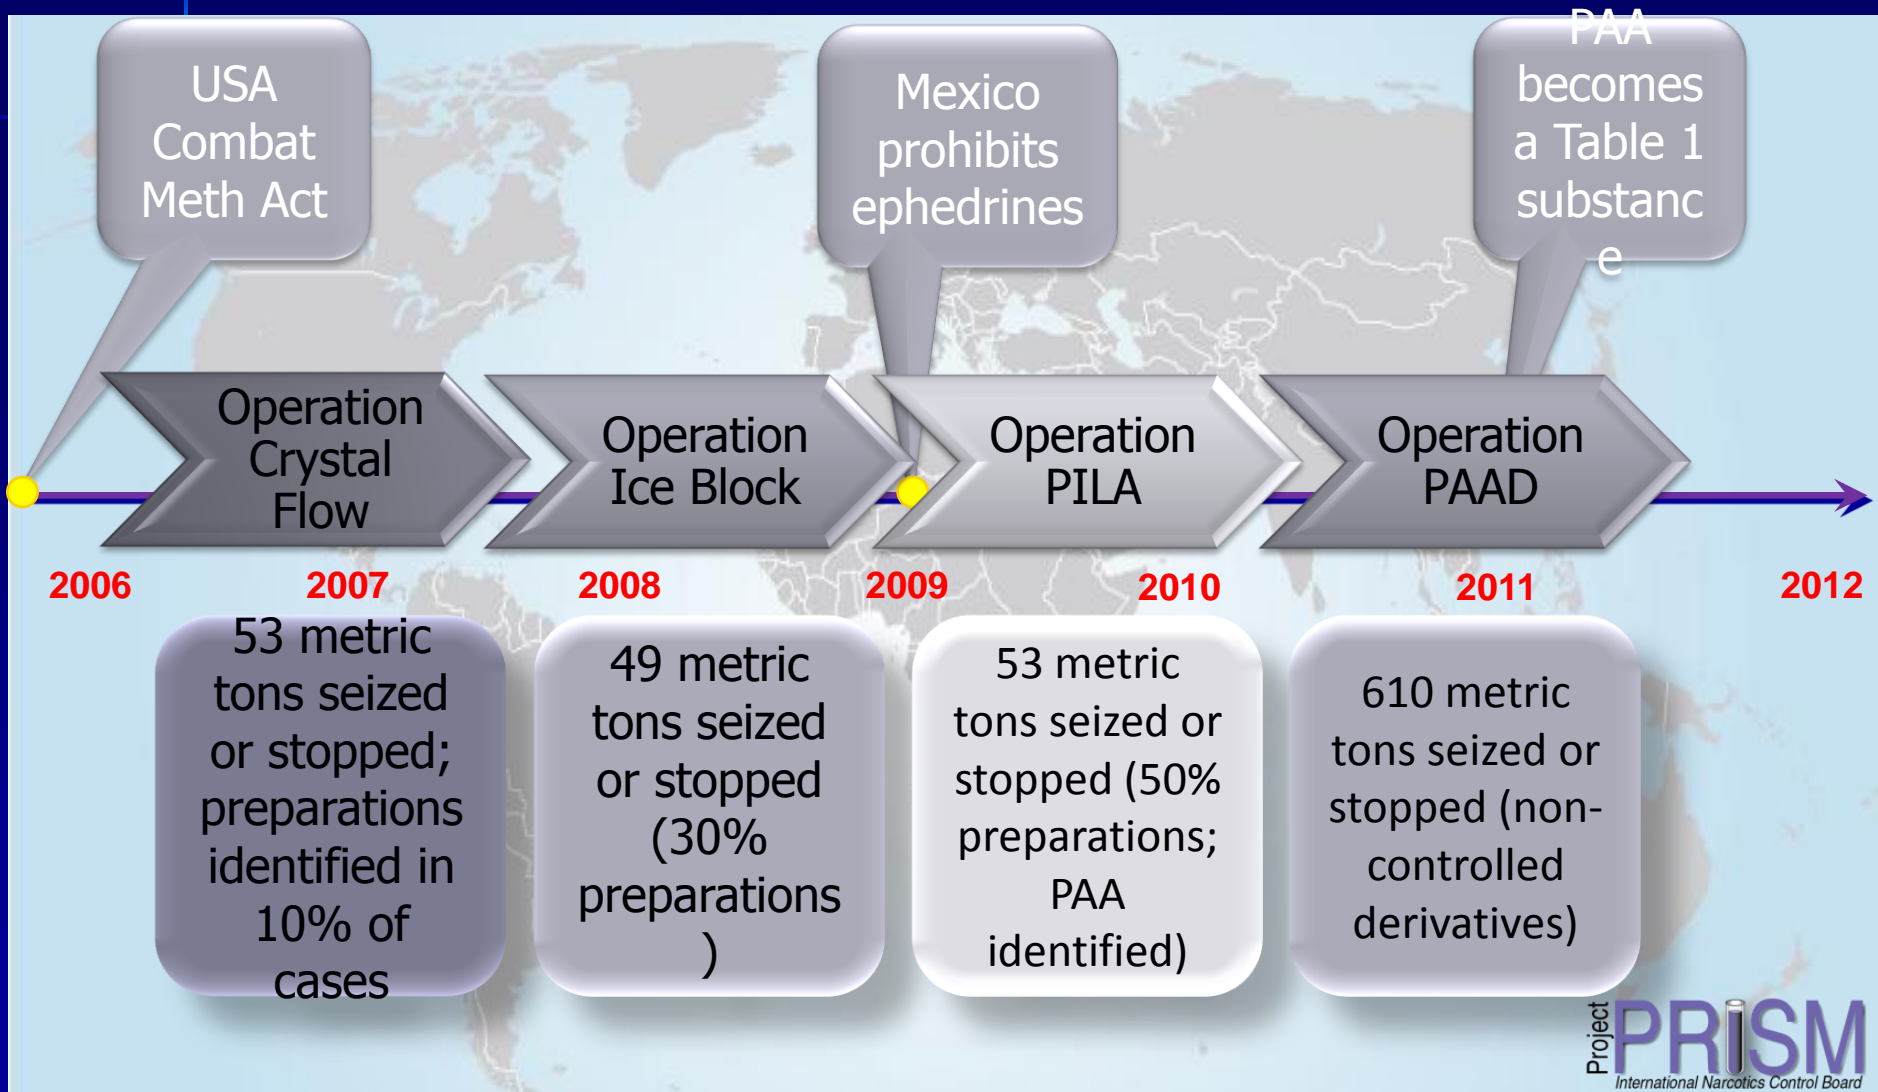 USA
Combat
Meth Act
Mexico
prohibits
ephedrines
PAA
becomes
a Table 1
substanc
e
Operation
Crystal
Flow
Operation
Ice Block
Operation
PILA
Operation
PAAD
2006
2007
2008
2009
2010
2011
2012
53 metric
tons seized
or stopped;
preparations
identified in
10% of
cases
49 metric
tons seized
or stopped
(30%
preparations
)
53 metric
tons seized or
stopped (50%
preparations;
PAA
identified)
610 metric
tons seized or
stopped (non-
controlled
derivatives)
Project
PRiSM
International Narcotics Control Board